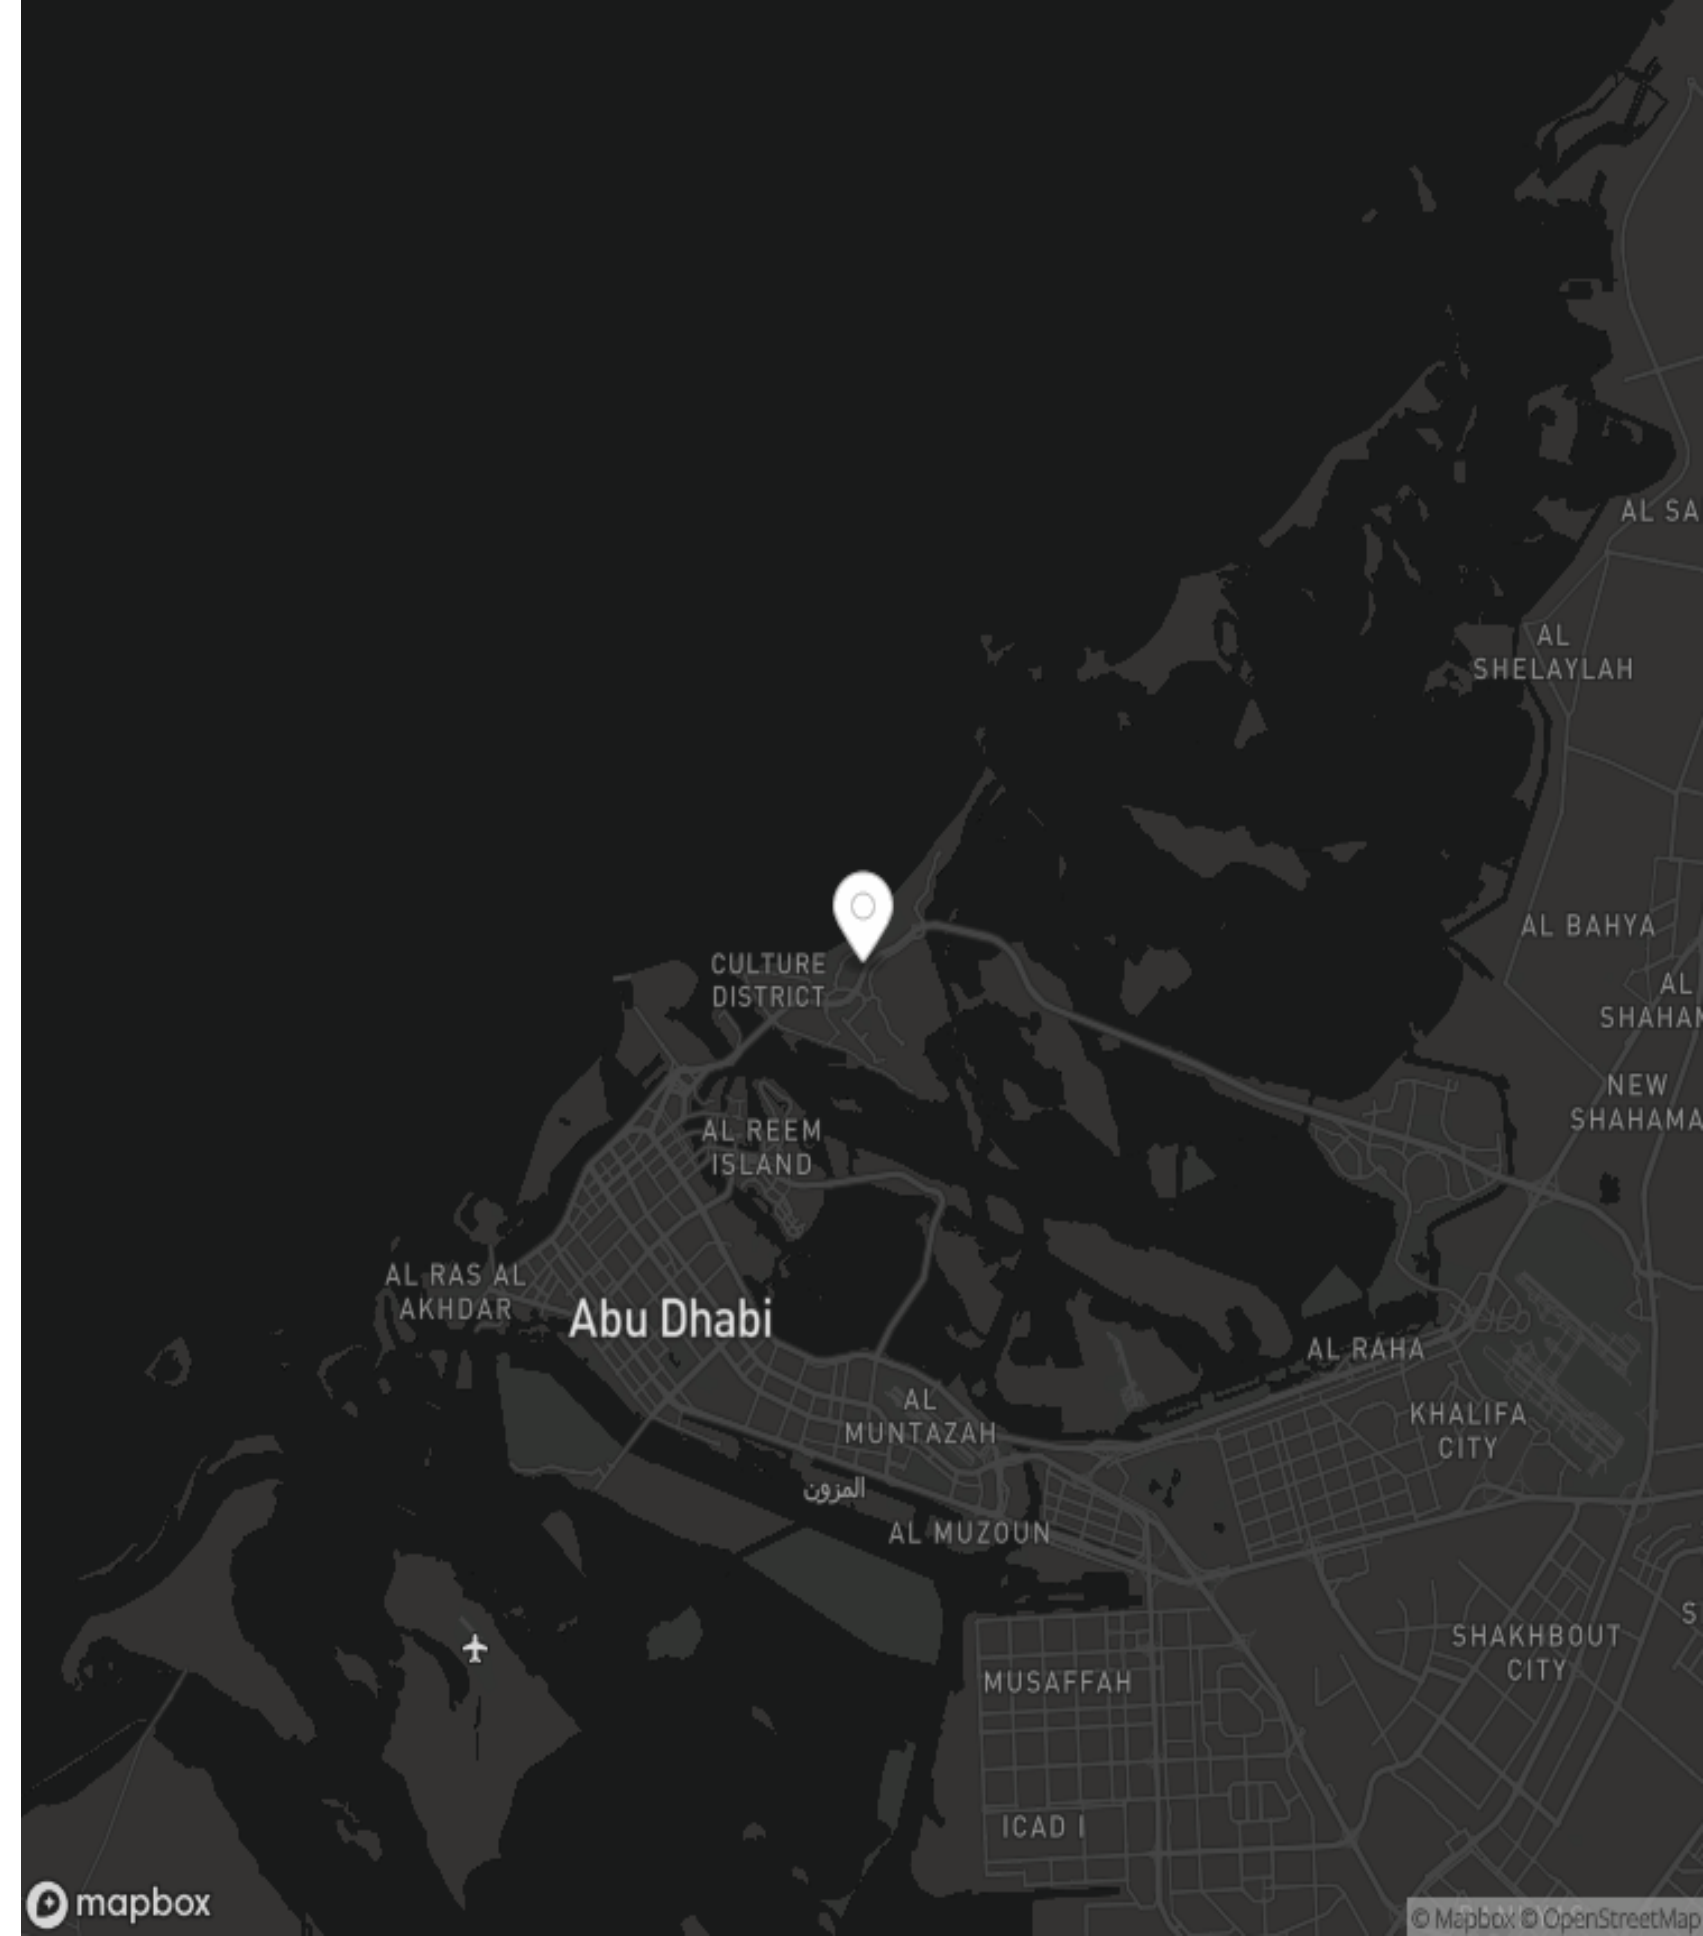 AL SA
AL
SHELAYLAH
AL BAHYA
CULTURE
DISTRICT
AL
SHAHAM
NEW
SHAHAMA
AL REEM
ISLAND
AL RAS AL
AKHDAR
Abu Dhabi
AL RAHA
AL
MUNTAZAH
KHALIFA
CITY
المزون
AL MUZOUN
S
SHAKHBOUT
CITY
MUSAFFAH
ICAD I
mapbox
© Mapbox © OpenStreetMap